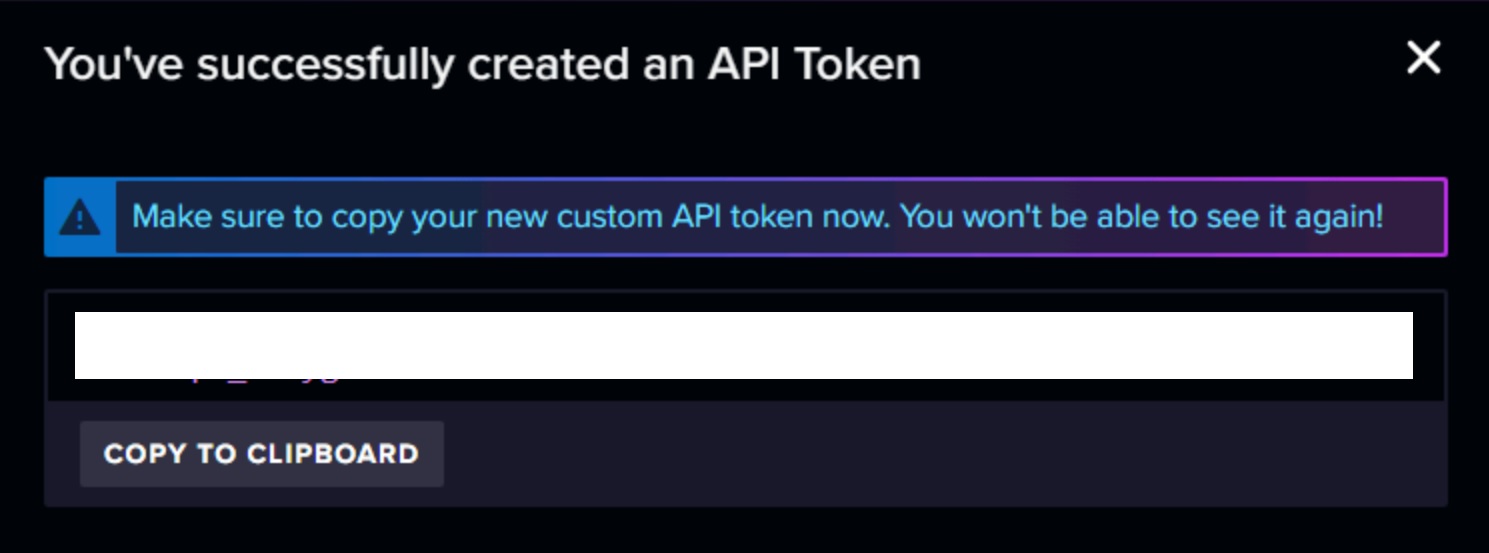 You've successfully created an API Token
Make sure to copy your new custom API token now. You won't be able to see it again!
COPY TO CLIPBOARD